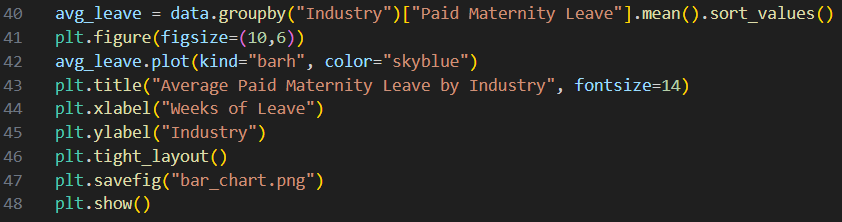 40 avg_leave = data.groupby("Industry")["Paid Maternity Leave"].mean().sort_values()
41 plt.figure(figsize=(10,6))
42 avg_leave.plot(kind="barh", color="skyblue")
43 plt.title("Average Paid Maternity Leave by Industry", fontsize=14)
44 plt.xlabel("Weeks of Leave")
45 plt.ylabel("Industry")
46 plt.tight_layout()
47 plt.savefig("bar_chart.png")
48 plt.show()